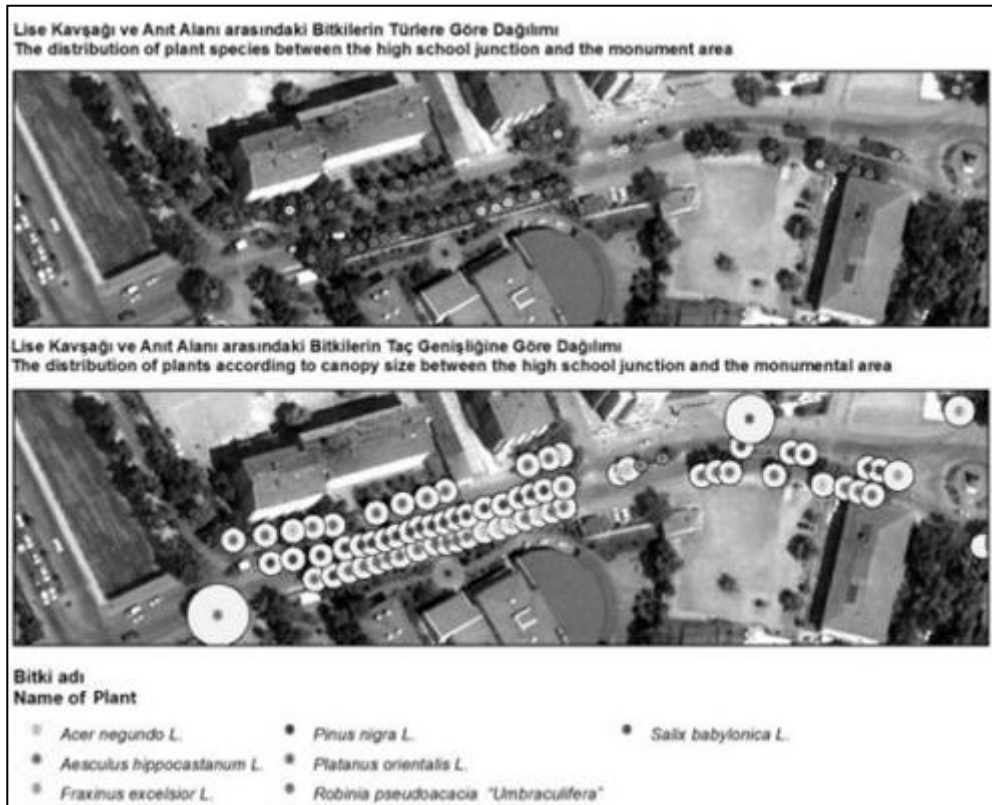 Lise Kavşağı ve Anıt Alanı arasındaki Bitkilerin Türlere Göre Dağılımı
The distribution of plant species between the high school junction and the monument area
Lise Kavşağı ve Anıt Alanı arasındaki Bitkilerin Taç Genişliğine Göre Dağılımı
The distribution of plants according to canopy size between the high school junction and the monumental area
Bitki adı
Name of Plant
Acer negundo L.
Aesculus hippocastanum L.
Fraxinus excelsior L.
Pinus nigra L.
Platanus orientalis L.
Robinia pseudoacacia "Umbraculifera"
Salix babylonica L.